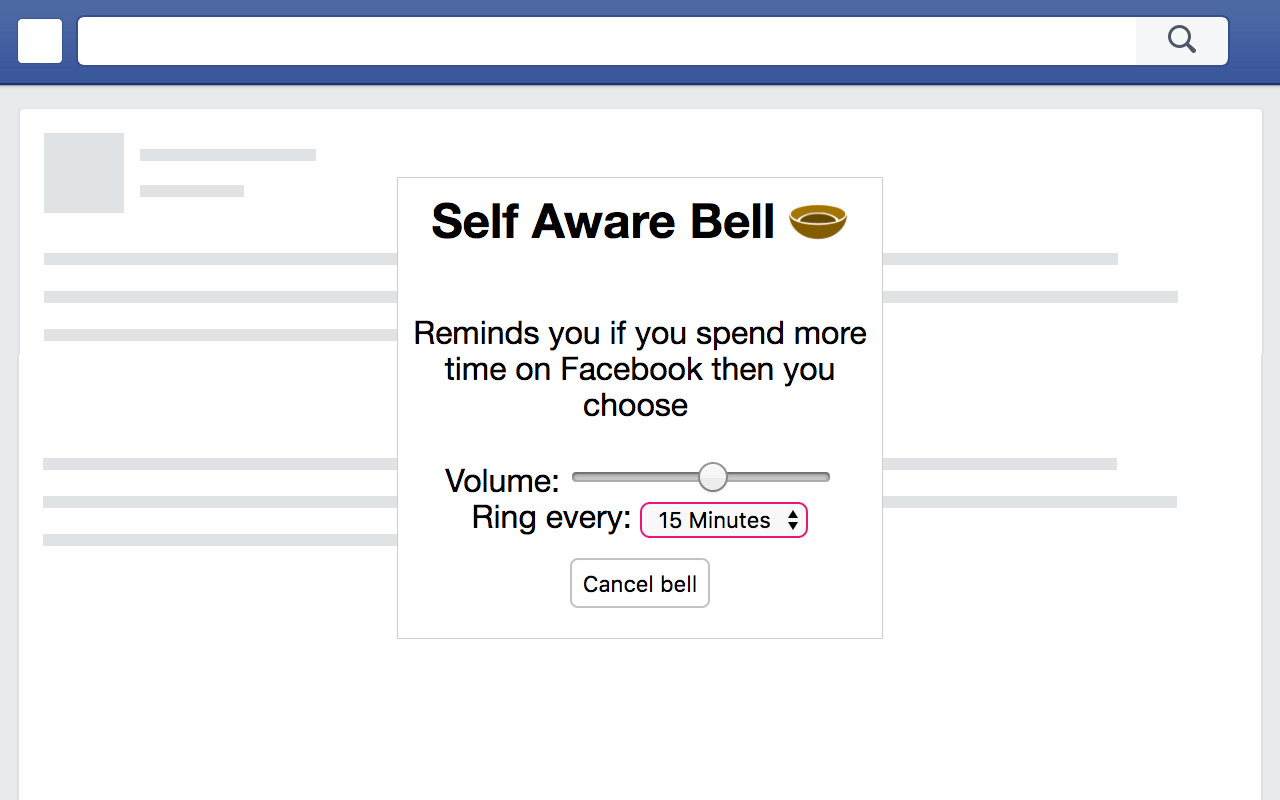 Self Aware Bell
Reminds you if you spend more
time on Facebook then you
choose
Volume:
Ring every: 15 Minutes
Cancel bell